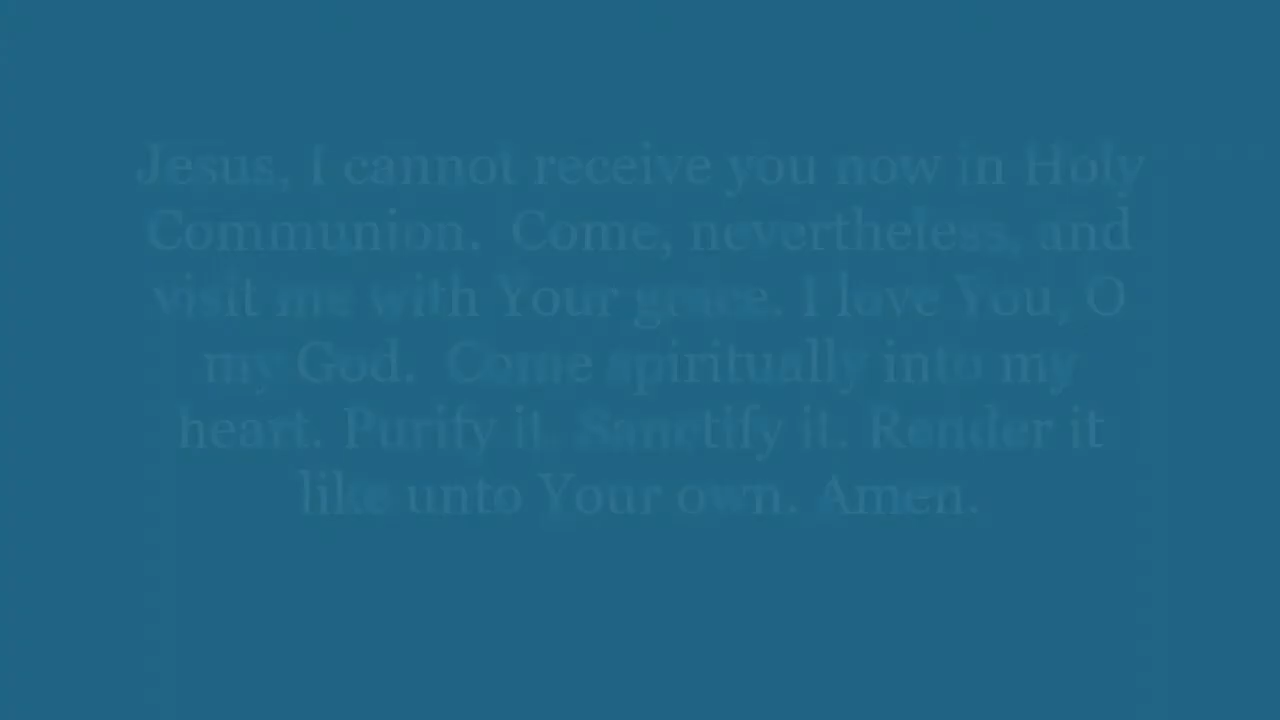 Jesus, I cannot receive you now in Holy
Communion. Come, nevertheless, and
visit me with Your grace. I love You, O
my God. Come spiritually into my
heart. Purify it. Sanctify it. Render it
like unto Your own. Amen.